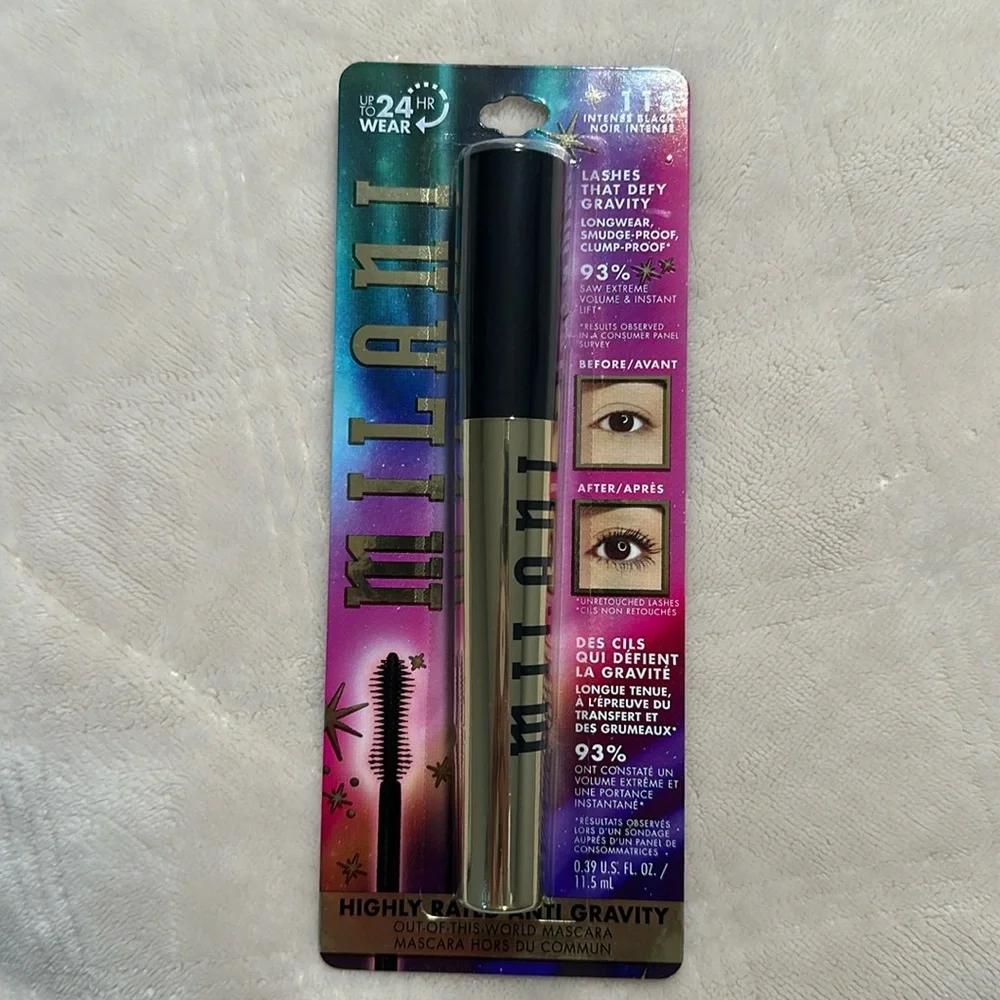 UP TO 24 HR
WEAR
INTENSE BLACK
NOIR INTENSE
MILANI
LASHES
THAT DEFY
GRAVITY
LONGWEAR,
SMUDGE-PROOF,
CLUMP-PROOF*
93%
SAW EXTREME
VOLUME & INSTANT
LIFT*
*RESULTS OBSERVED
IN A CONSUMER PANEL
SURVEY
BEFORE/AVANT
AFTER/APRÈS
*UNRETOUCHED LASHES
*CILS NON RETOUCHÉS
MILANI
DES CILS
QUI DÉFIENT
LA GRAVITÉ
LONGUE TENUE,
À L'ÉPREUVE DU
TRANSFERT ET
DES GRUMEAUX*
93%
ONT CONSTATÉ UN
VOLUME EXTRÊME ET
UNE PORTANCE
INSTANTANÉ*
*RÉSULTATS OBSERVÉS
LORS D'UN SONDAGE
AUPRÈS D'UN PANEL DE
CONSOMMATRICES
0.39 U.S. FL. OZ. /
11.5 mL
HIGHLY RATED ANTI GRAVITY
OUT-OF-THIS-WORLD MASCARA
MASCARA HORS DU COMMUN